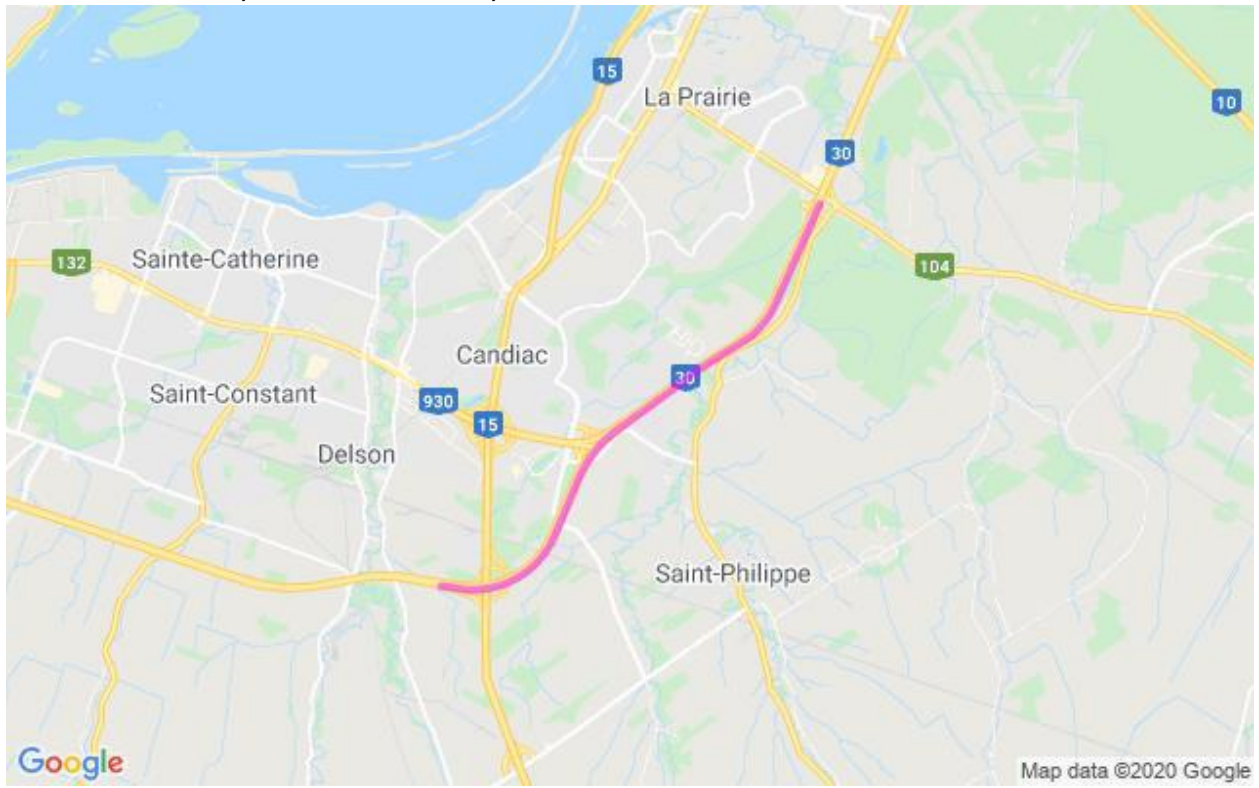 15
La Prairie
10
30
Sainte-Catherine
132
104
Candiac
30
Saint-Constant
930
15
Delson
Saint-Philippe
Google
Map data ©2020 Google